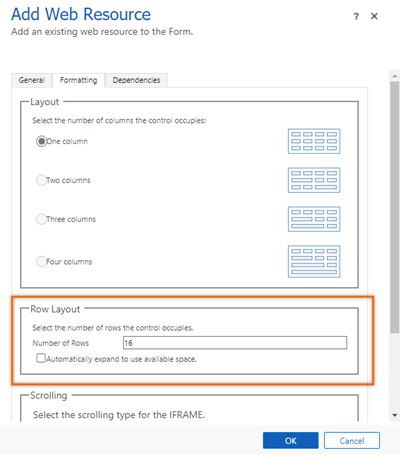 Add Web Resource
? ×
Add an existing web resource to the Form.
General Formatting Dependencies
Layout
Select the number of columns the control occupies:
One column
Two columns
Three columns
Four columns
Row Layout
Select the number of rows the control occupies.
Number of Rows 16
Automatically expand to use available space.
Scrolling
Select the scrolling type for the IFRAME.
OK Cancel